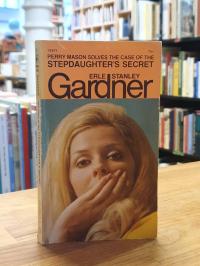 PERRY MASON SOLVES THE CASE OF THE
STEPDAUGHTER'S SECRET
ERLE STANLEY
Gardner